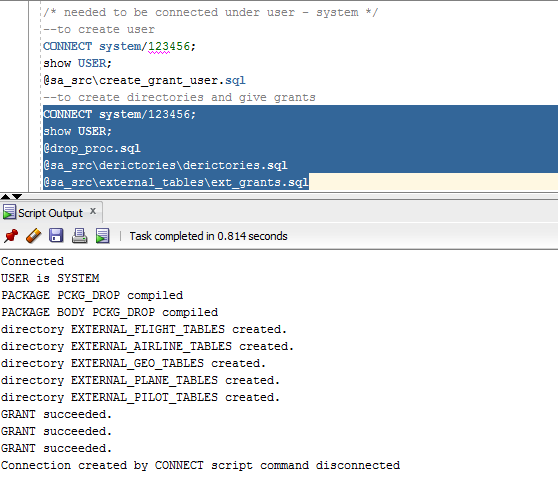 /* needed to be connected under user - system */
--to create user
CONNECT system/123456;
show USER;
@sa_src\create_grant_user.sql
--to create directories and give grants
CONNECT system/123456;
show USER;
@drop_proc.sql
@sa_src\derictories\derictories.sql
@sa_src\external_tables\ext_grants.sql
Script Output x
Task completed in 0.814 seconds
Connected
USER is SYSTEM
PACKAGE PCKG_DROP compiled
PACKAGE BODY PCKG_DROP compiled
directory EXTERNAL_FLIGHT_TABLES created.
directory EXTERNAL_AIRLINE_TABLES created.
directory EXTERNAL_GEO_TABLES created.
directory EXTERNAL_PLANE_TABLES created.
directory EXTERNAL_PILOT_TABLES created.
GRANT succeeded.
GRANT succeeded.
GRANT succeeded.
Connection created by CONNECT script command disconnected